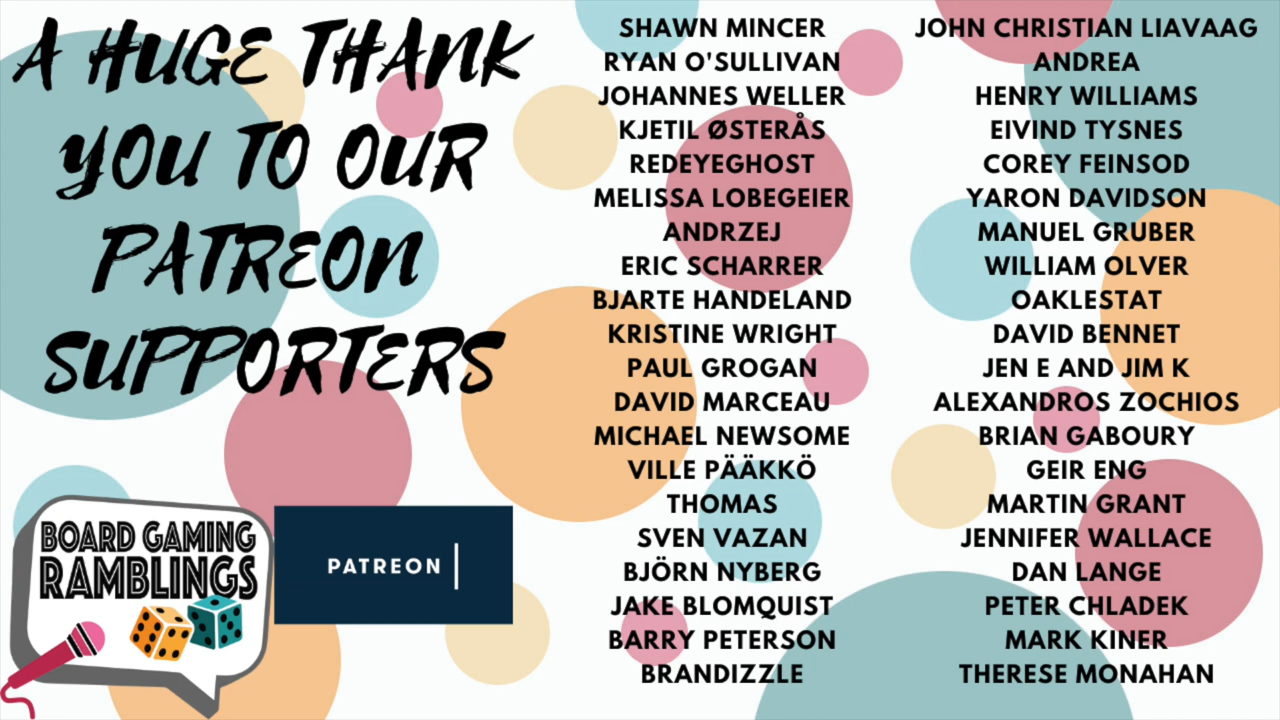 A HUGE THANK
YOU TO OUR
PATREON
SUPPORTERS
BOARD GAMING
RAMBLINGS
PATREON
SHAWN MINCER
RYAN O'SULLIVAN
JOHANNES WELLER
KJETIL ØSTERÅS
REDEYEGHOST
MELISSA LOBEGEIER
ANDRZEJ
ERIC SCHARRER
BJARTE HANDELAND
KRISTINE WRIGHT
PAUL GROGAN
DAVID MARCEAU
MICHAEL NEWSOME
VILLE PÄÄKKÖ
THOMAS
SVEN VAZAN
BJÖRN NYBERG
JAKE BLOMQUIST
BARRY PETERSON
BRANDIZZLE
JOHN CHRISTIAN LIAVAAG
ANDREA
HENRY WILLIAMS
EIVIND TYSNES
COREY FEINSOD
YARON DAVIDSON
MANUEL GRUBER
WILLIAM OLVER
OAKLESTAT
DAVID BENNET
JEN E AND JIM K
ALEXANDROS ZOCHIOS
BRIAN GABOURY
GEIR ENG
MARTIN GRANT
JENNIFER WALLACE
DAN LANGE
PETER CHLADEK
MARK KINER
THERESE MONAHAN